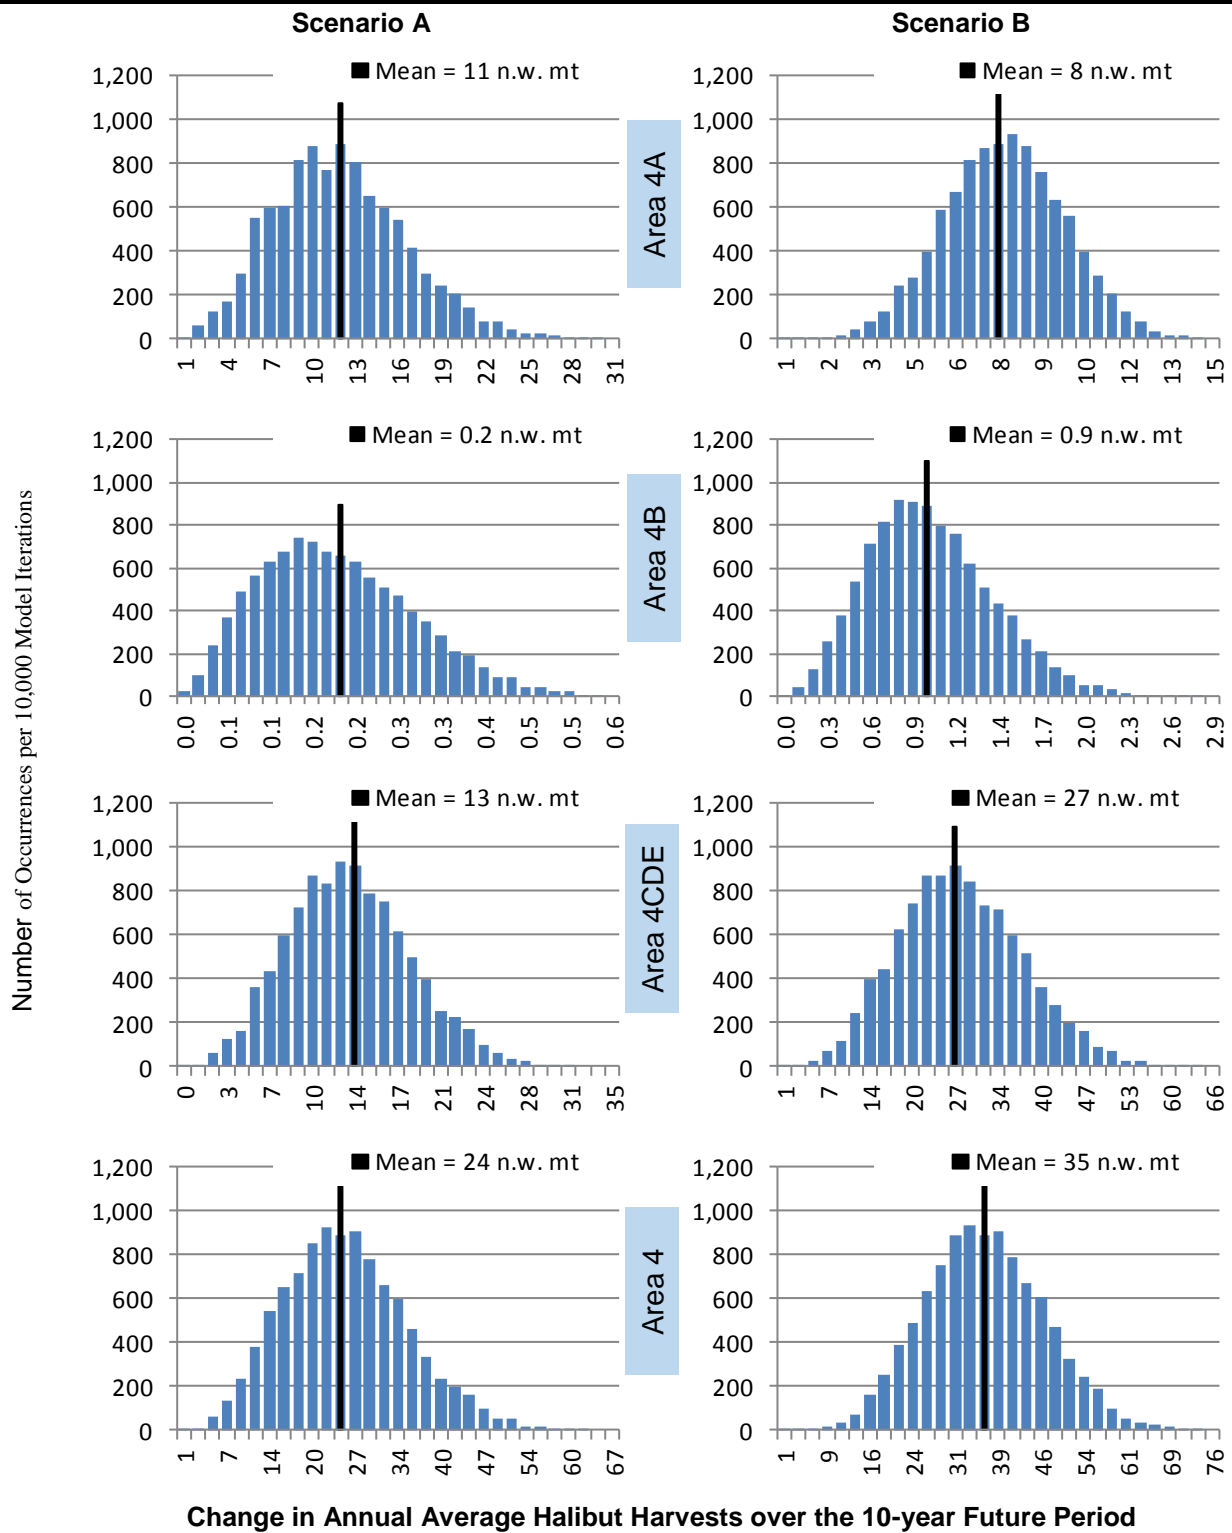 Scenario A
Scenario B
Number of Occurrences per 10,000 Model Iterations
Mean = 11 n.w. mt
1,200
1,000
800
600
400
200
0
1 4 7 10 13 16 19 22 25 28 31
Area 4A
Mean = 8 n.w. mt
1,200
1,000
800
600
400
200
0
1 2 3 5 6 8 9 10 12 13 15
Mean = 0.2 n.w. mt
1,200
1,000
800
600
400
200
0
0.0 0.1 0.1 0.2 0.2 0.3 0.3 0.4 0.5 0.5 0.6
Area 4B
Mean = 0.9 n.w. mt
1,200
1,000
800
600
400
200
0
0.0 0.3 0.6 0.9 1.2 1.4 1.7 2.0 2.3 2.6 2.9
Mean = 13 n.w. mt
1,200
1,000
800
600
400
200
0
0 3 7 10 14 17 21 24 28 31 35
Area 4CDE
Mean = 27 n.w. mt
1,200
1,000
800
600
400
200
0
1 7 14 20 27 34 40 47 53 60 66
Mean = 24 n.w. mt
1,200
1,000
800
600
400
200
0
1 7 14 20 27 34 40 47 54 60 67
Area 4
Mean = 35 n.w. mt
1,200
1,000
800
600
400
200
0
1 9 16 24 31 39 46 54 61 69 76
Change in Annual Average Halibut Harvests over the 10-year Future Period